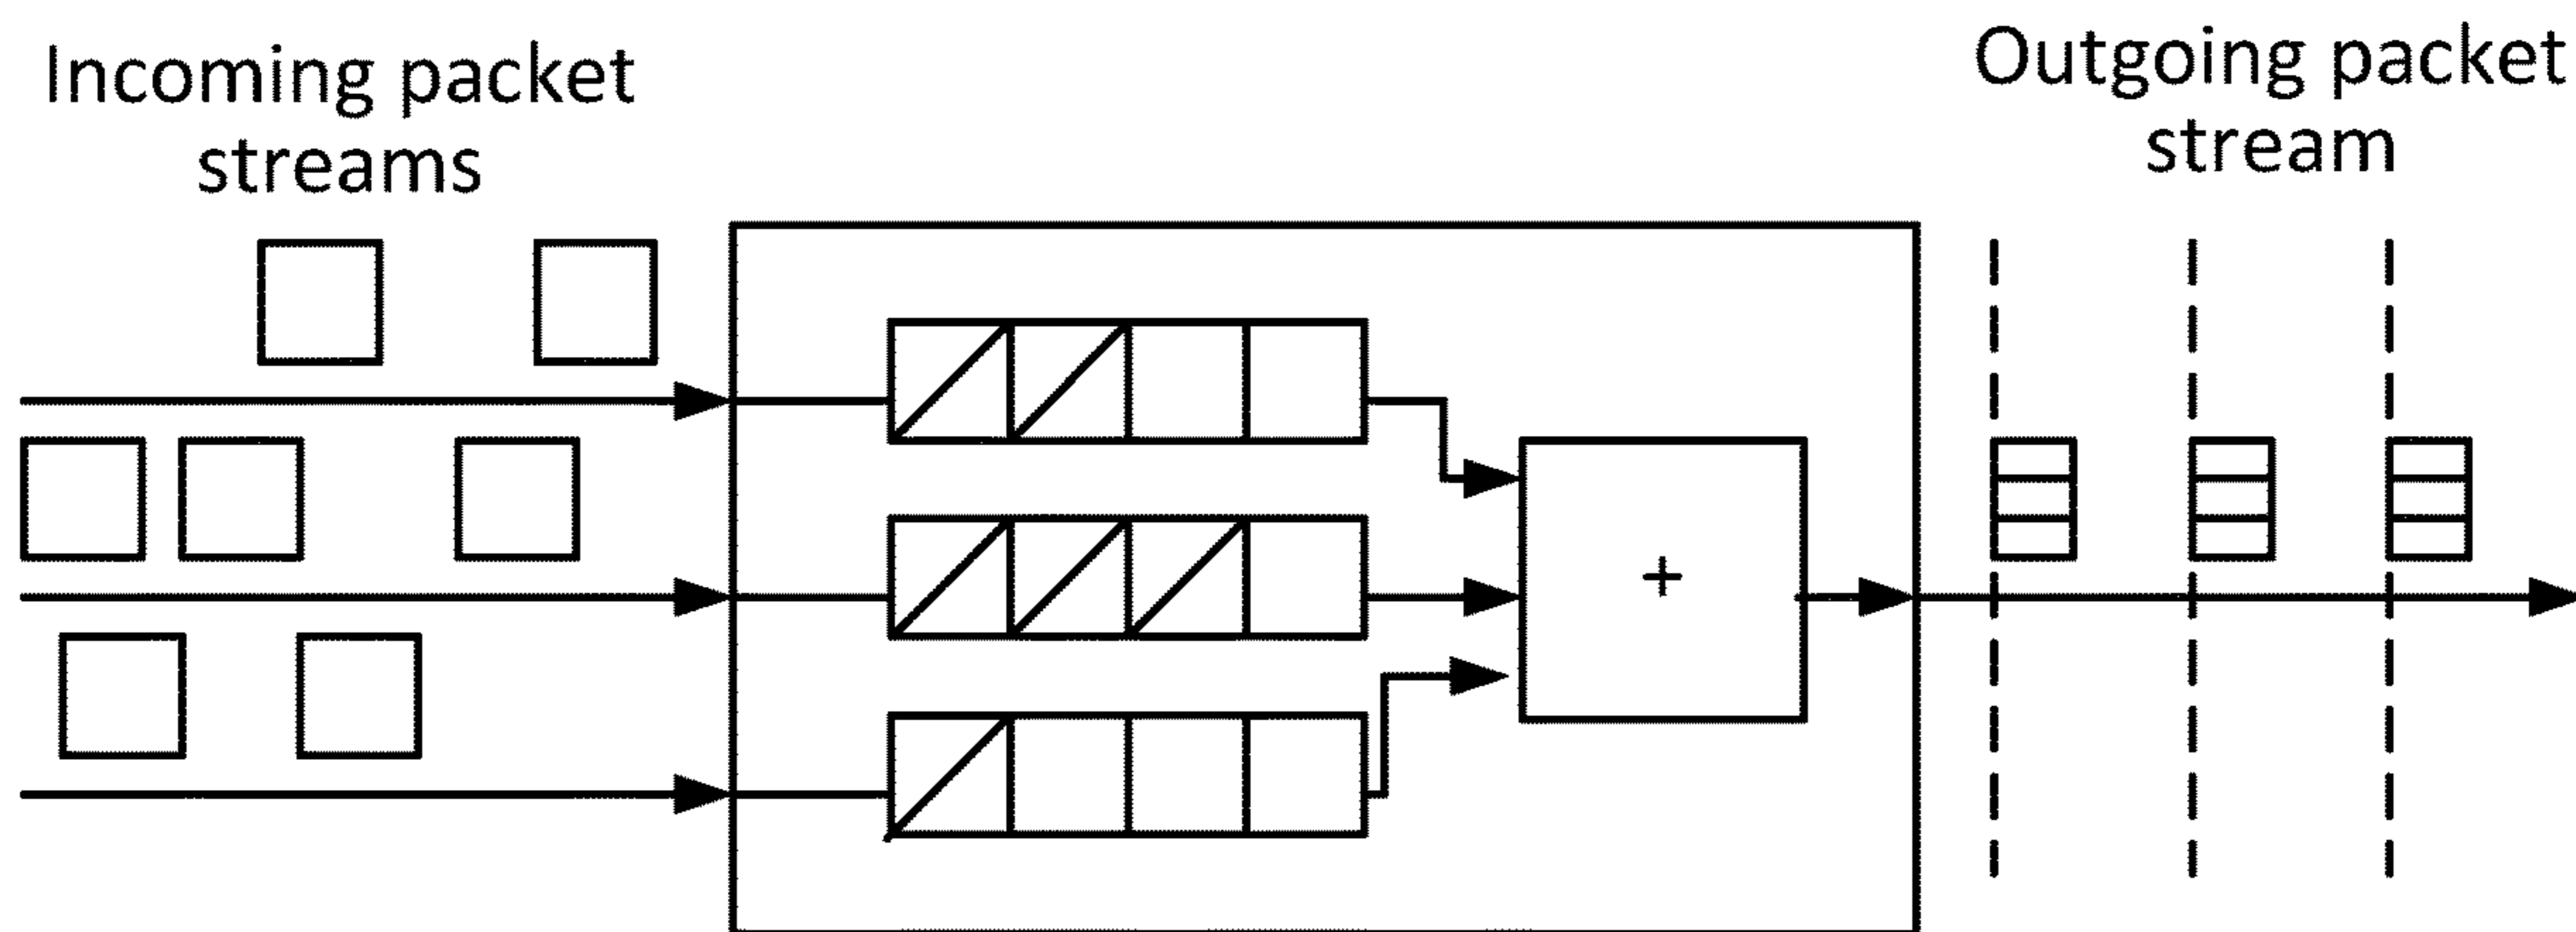 Incoming packet
streams
Outgoing packet
stream
+